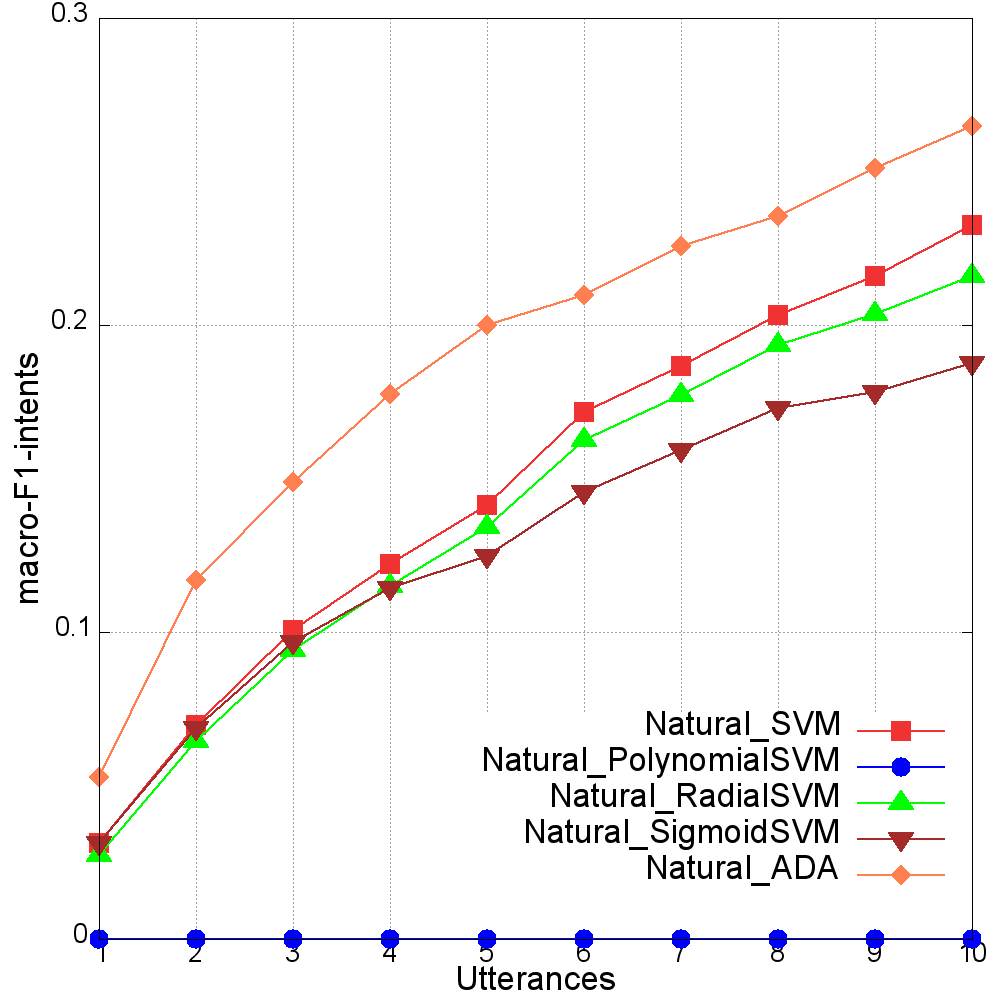 0.3
0.2
0.1
0
macro-F1-intents
Natural_SVM
Natural_PolynomialSVM
Natural_RadialSVM
Natural_SigmoidSVM
Natural_ADA
1 2 3 4 5 6 7 8 9 10
Utterances